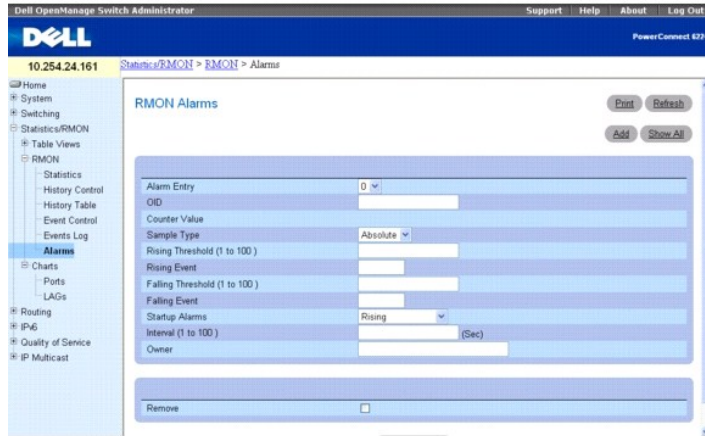 Dell OpenManage Switch Administrator
Support Help About Log Out
DELL
PowerConnect 622
10.254.24.161
Statistics/RMON > RMON > Alarms
Home
System
Switching
Statistics/RMON
Table Views
RMON
Statistics
History Control
History Table
Event Control
Events Log
Alarms
Charts
Ports
LAGs
Routing
IPv6
Quality of Service
IP Multicast
RMON Alarms
Print Refresh
Add Show All
Alarm Entry 0
OID
Counter Value
Sample Type Absolute
Rising Threshold (1 to 100 )
Rising Event
Falling Threshold (1 to 100 )
Falling Event
Startup Alarms Rising
Interval (1 to 100 ) (Sec)
Owner
Remove